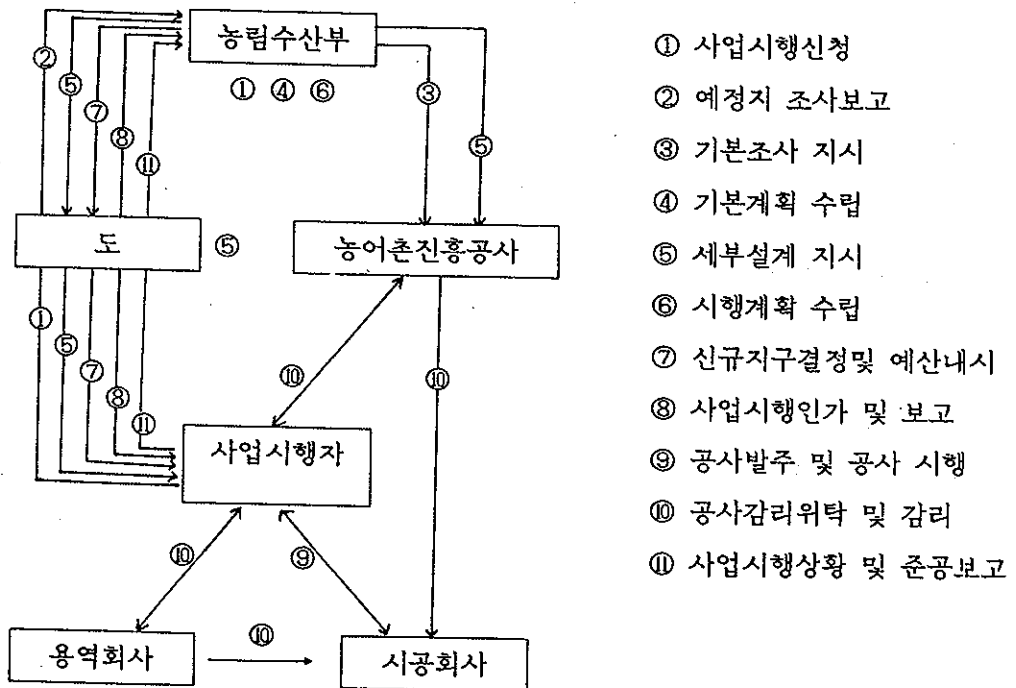 농림수산부
① ④ ⑥
② ⑤ ⑦ ⑧ ⑪ ③ ⑤
도 ⑤
농어촌진흥공사
① ⑤ ⑦ ⑧ ⑪ ⑩ ⑩
사업시행자
⑩ ⑨
용역회사
⑩
시공회사
① 사업시행신청
② 예정지 조사보고
③ 기본조사 지시
④ 기본계획 수립
⑤ 세부설계 지시
⑥ 시행계획 수립
⑦ 신규지구결정및 예산내시
⑧ 사업시행인가 및 보고
⑨ 공사발주 및 공사 시행
⑩ 공사감리위탁 및 감리
⑪ 사업시행상황 및 준공보고